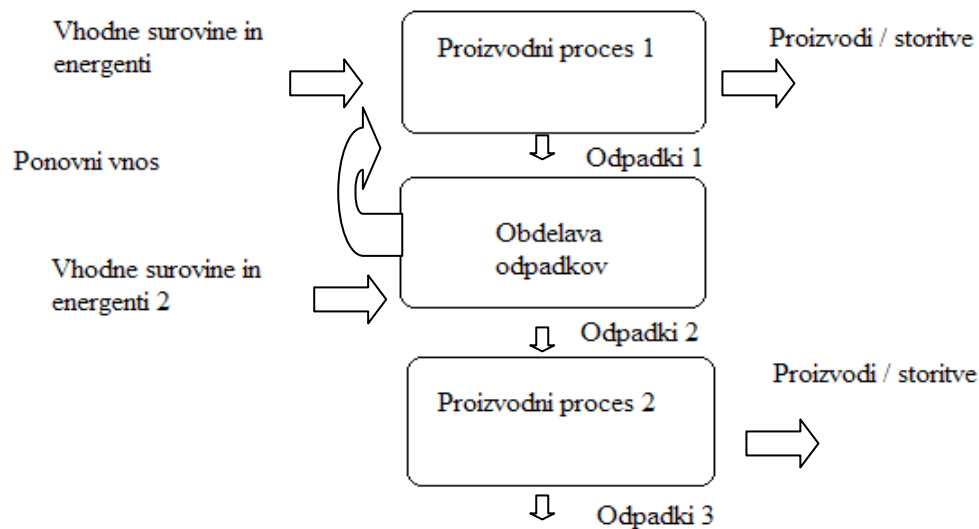 Vhodne surovine in
energenti
Proizvodni proces 1
Proizvodi / storitve
Ponovni vnos
Odpadki 1
Obdelava
odpadkov
Vhodne surovine in
energenti 2
Odpadki 2
Proizvodni proces 2
Proizvodi / storitve
Odpadki 3